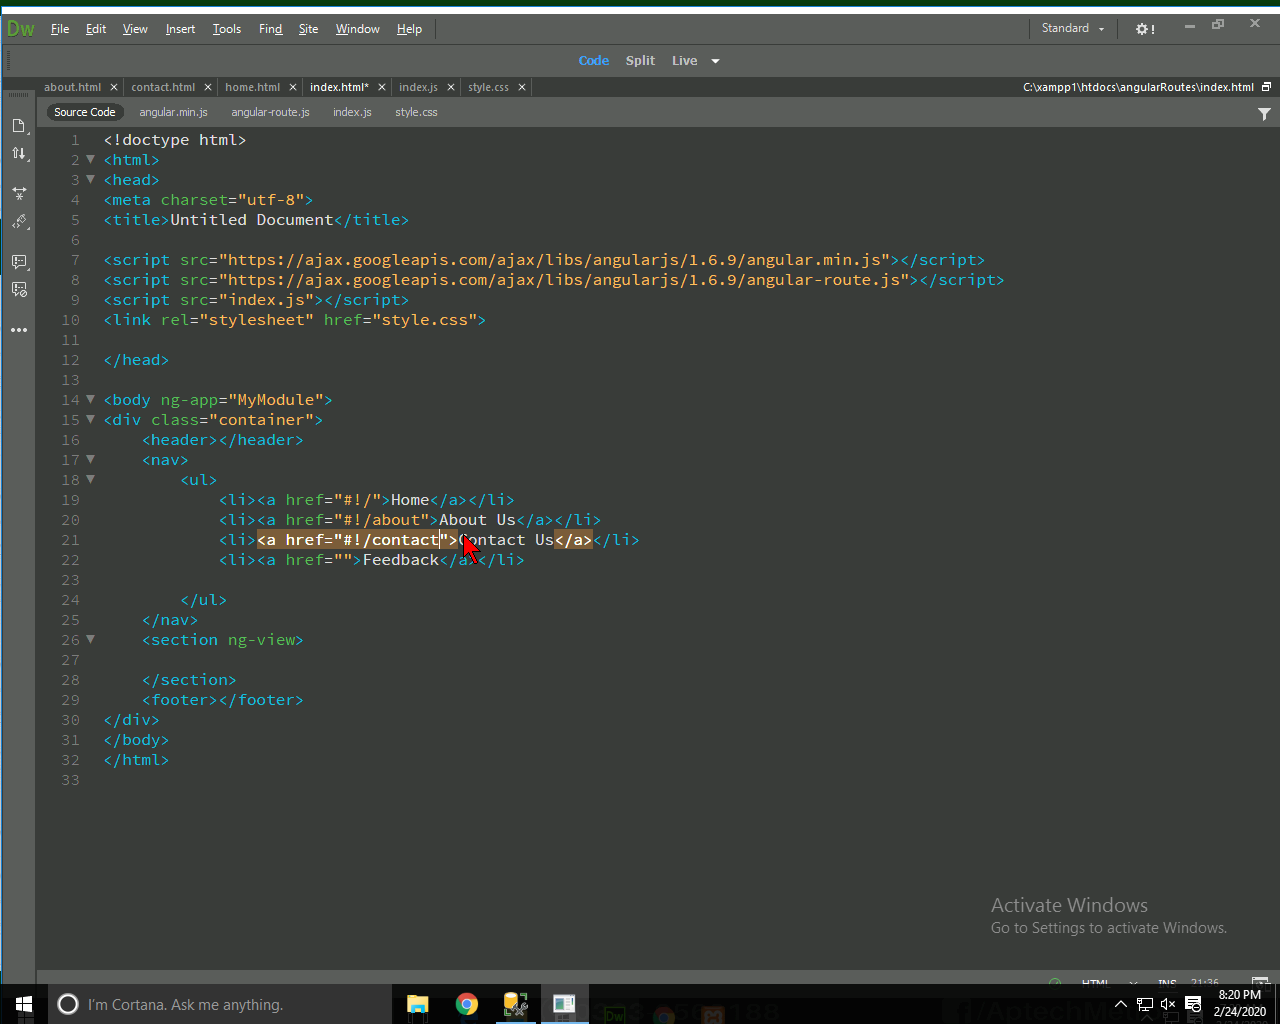 Dw File Edit View Insert Tools Find Site Window Help Standard
Code Split Live
about.html contact.html home.html index.html* index.js style.css C:\xampp1\htdocs\angularRoutes\index.html
Source Code angular.min.js angular-route.js index.js style.css
1 <!doctype html>
2 <html>
3 <head>
4 <meta charset="utf-8">
5 <title>Untitled Document</title>
6
7 <script src="https://ajax.googleapis.com/ajax/libs/angularjs/1.6.9/angular.min.js"></script>
8 <script src="https://ajax.googleapis.com/ajax/libs/angularjs/1.6.9/angular-route.js"></script>
9 <script src="index.js"></script>
10 <link rel="stylesheet" href="style.css">
11
12 </head>
13
14 <body ng-app="MyModule">
15 <div class="container">
16 <header></header>
17 <nav>
18 <ul>
19 <li><a href="#!/">Home</a></li>
20 <li><a href="#!/about">About Us</a></li>
21 <li><a href="#!/contact">Contact Us</a></li>
22 <li><a href="">Feedback</a></li>
23
24 </ul>
25 </nav>
26 <section ng-view>
27
28 </section>
29 <footer></footer>
30 </div>
31 </body>
32 </html>
33
Activate Windows
Go to Settings to activate Windows.
HTML INS 21:36
I'm Cortana. Ask me anything.
8:20 PM
2/24/2020